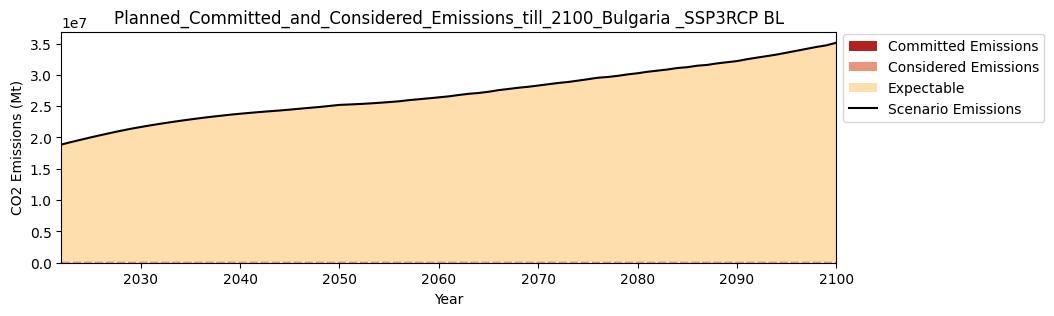 Planned_Committed_and_Considered_Emissions_till_2100_Bulgaria _SSP3RCP BL
1e7
3.5
3.0
2.5
2.0
1.5
1.0
0.5
0.0
CO2 Emissions (Mt)
2030 2040 2050 2060 2070 2080 2090 2100
Year
Committed Emissions
Considered Emissions
Expectable
Scenario Emissions